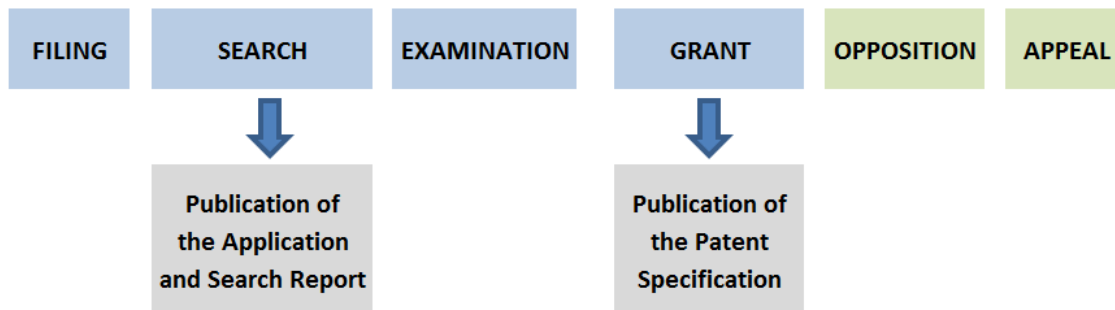 FILING
SEARCH
EXAMINATION
GRANT
OPPOSITION
APPEAL
Publication of
the Application
and Search Report
Publication of
the Patent
Specification